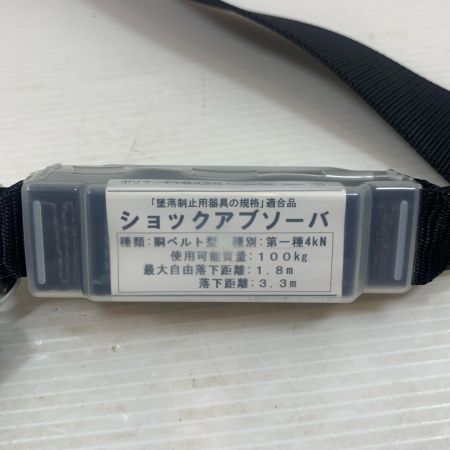 「墜落制止用器具の規格」適合品
ショックアブソーバ
種類:胴ベルト型 種別:第一種4kN
使用可能質量:100kg
最大自由落下距離:1.8m
落下距離:3.3m